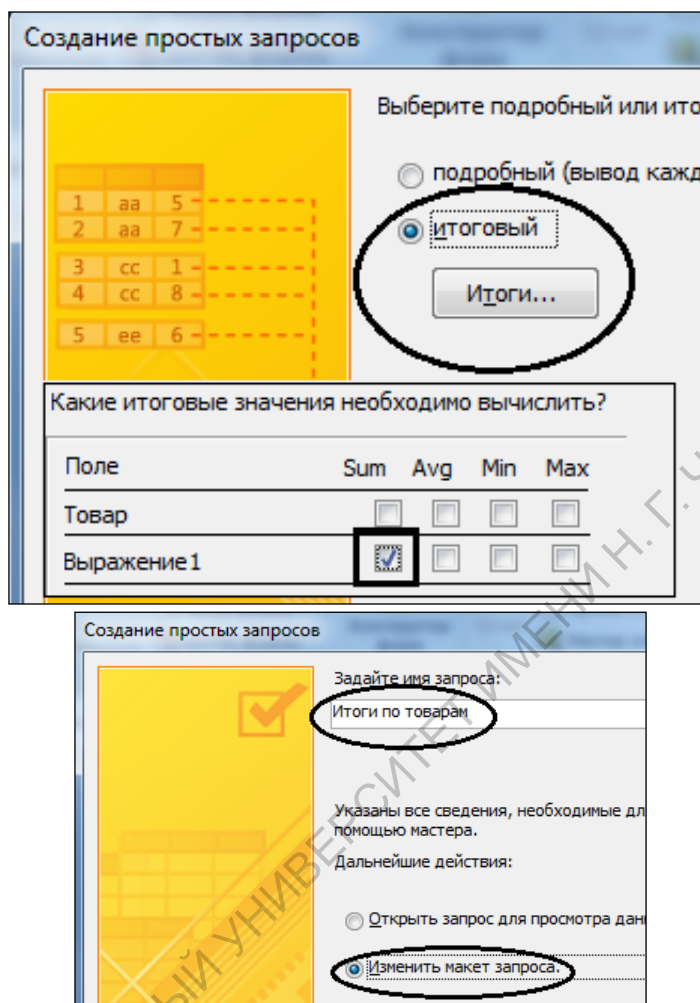 Создание простых запросов
Выберите подробный или ито
подробный (вывод кажд
1 aa 5
2 aa 7
итоговый
3 cc 1
Итоги...
4 cc 8
5 ee 6
Какие итоговые значения необходимо вычислить?
Поле Sum Avg Min Max
Товар
Выражение1
Создание простых запросов
Задайте имя запроса:
Итоги по товарам
Указаны все сведения, необходимые дл
помощью мастера.
Дальнейшие действия:
Открыть запрос для просмотра дан
Изменить макет запроса.
ЫЙ УНИВЕРСИТЕТ ИМЕНИ Н. Г. Ч